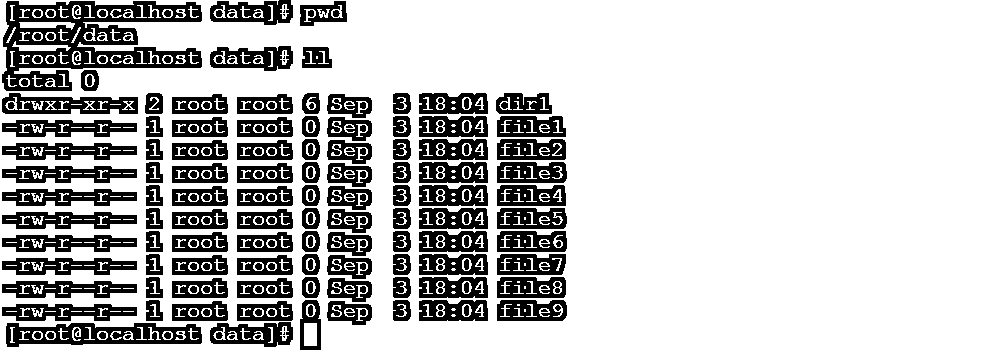 [root@localhost data]# pwd
/root/data
[root@localhost data]# ll
total 0
drwxr-xr-x 2 root root 6 Sep  3 18:04 dir1
-rw-r--r-- 1 root root 0 Sep  3 18:04 file1
-rw-r--r-- 1 root root 0 Sep  3 18:04 file2
-rw-r--r-- 1 root root 0 Sep  3 18:04 file3
-rw-r--r-- 1 root root 0 Sep  3 18:04 file4
-rw-r--r-- 1 root root 0 Sep  3 18:04 file5
-rw-r--r-- 1 root root 0 Sep  3 18:04 file6
-rw-r--r-- 1 root root 0 Sep  3 18:04 file7
-rw-r--r-- 1 root root 0 Sep  3 18:04 file8
-rw-r--r-- 1 root root 0 Sep  3 18:04 file9
[root@localhost data]#